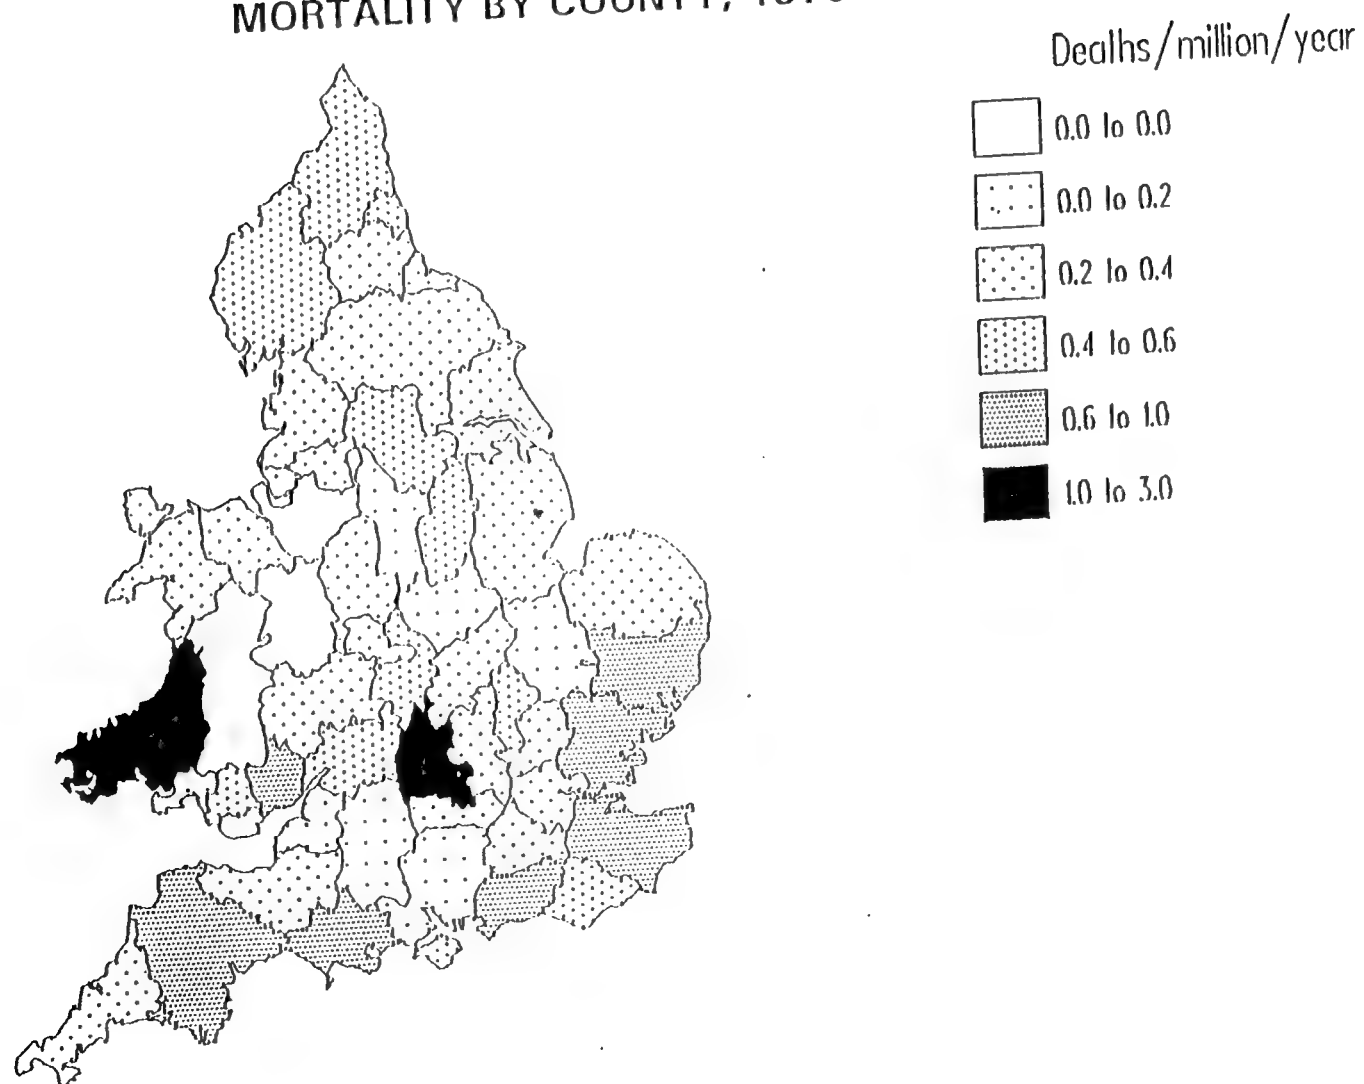 MORTALITY BY COUNTY,
Deaths/million/year
0.0 to 0.0
0.0 to 0.2
0.2 to 0.4
0.4 to 0.6
0.6 to 1.0
1.0 to 3.0